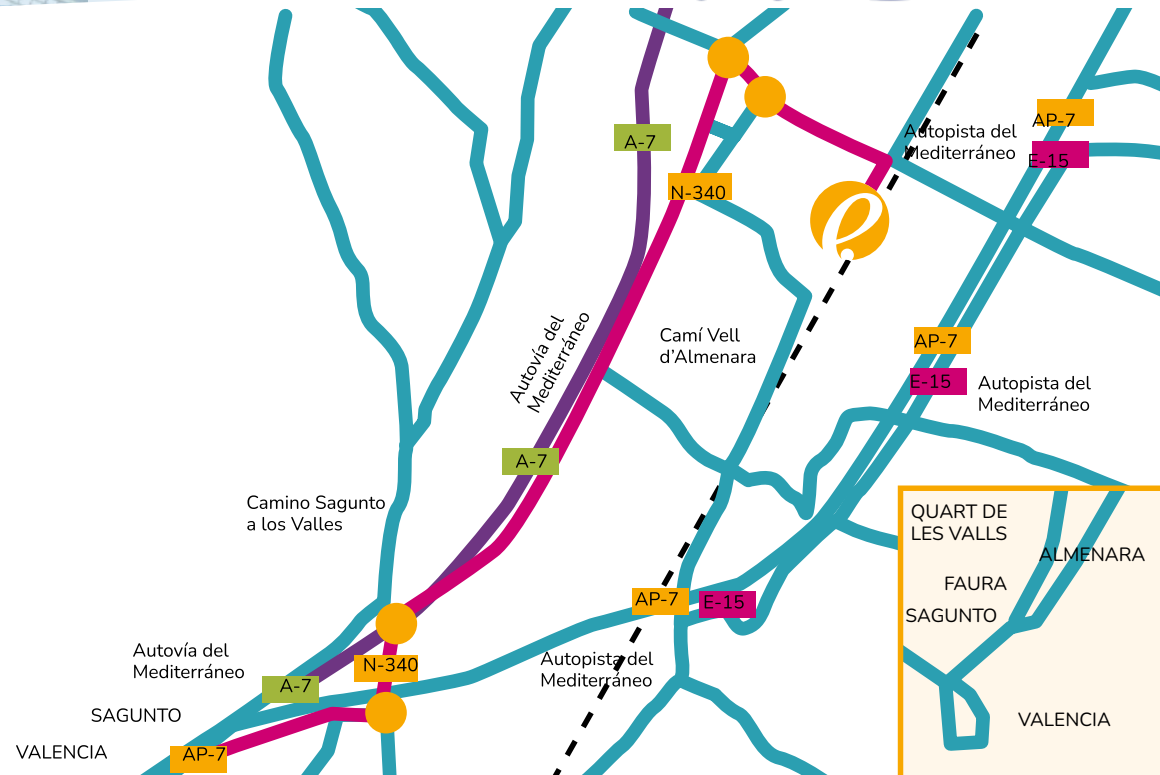 AP-7
Autopista del
Mediterráneo
A-7
E-15
N-340
Autovía del
Mediterráneo
Camí Vell
d’Almenara
AP-7
E-15
Autopista del
Mediterráneo
A-7
Camino Sagunto
a los Valles
QUART DE
LES VALLS
ALMENARA
FAURA
SAGUNTO
VALENCIA
AP-7
E-15
Autovía del
Mediterráneo
N-340
Autopista del
Mediterráneo
A-7
SAGUNTO
VALENCIA
AP-7